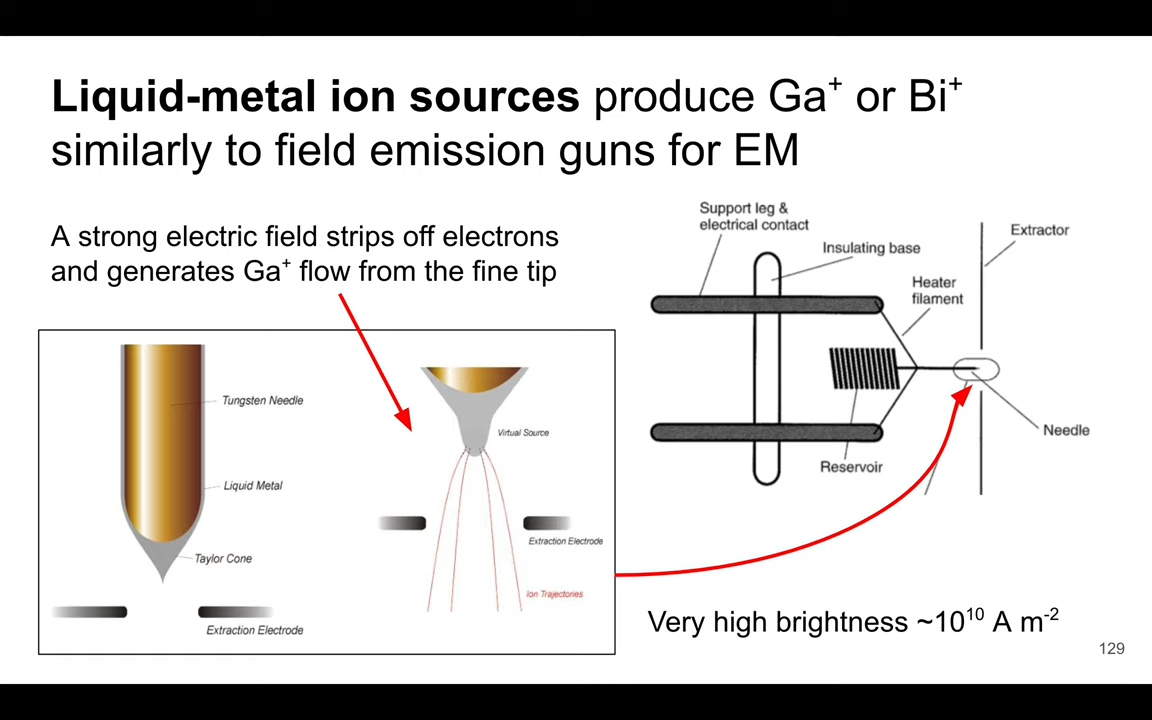 Liquid-metal ion sources produce Ga⁺ or Bi⁺
similarly to field emission guns for EM
A strong electric field strips off electrons
and generates Ga⁺ flow from the fine tip
Tungsten Needle
Liquid Metal
Taylor Cone
Extraction Electrode
Virtual Source
Extraction Electrode
Ion Trajectories
Support leg &
electrical contact
Insulating base
Heater
filament
Extractor
Needle
Reservoir
Very high brightness ~10¹⁰ A m⁻²
129